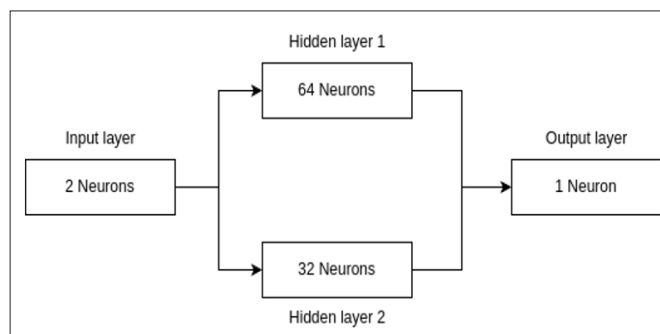 Hidden layer 1
64 Neurons
Input layer
2 Neurons
Output layer
1 Neuron
32 Neurons
Hidden layer 2